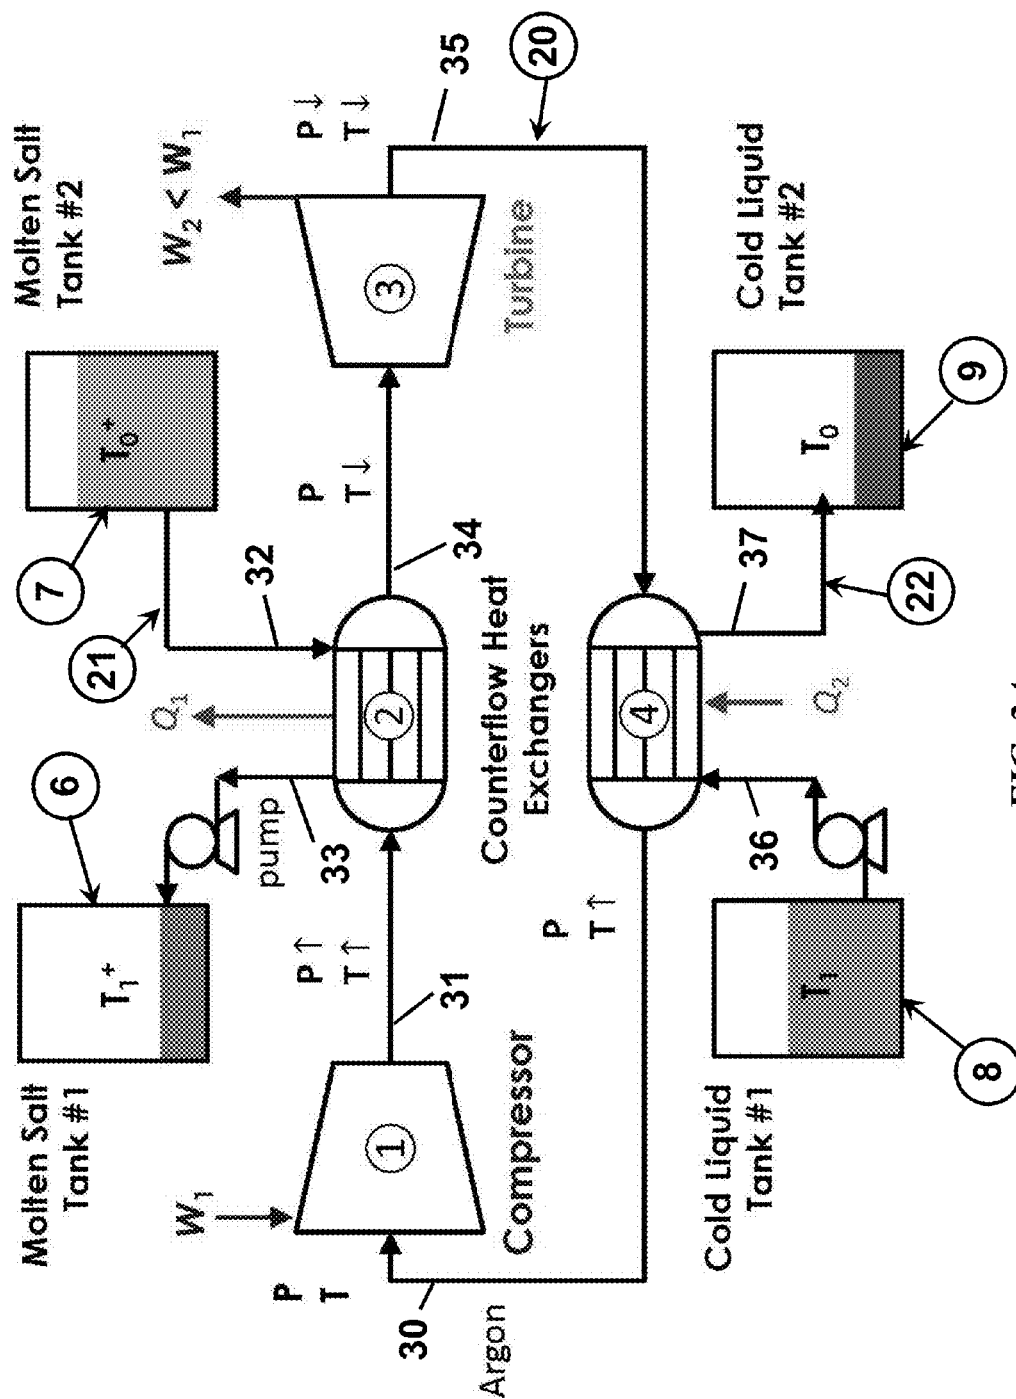 Molten Salt
Tank #1
Molten Salt
Tank #2
6
7
T₁⁺
T₀⁺
21
Q₁
pump
33
32
W₁
W₂ < W₁
P
T
P↑
T↑
P
T↓
P↓
T↓
1
2
3
31
34
35
Compressor
Counterflow Heat
Exchangers
Turbine
20
30
Argon
P
T↑
4
36
Q₂
37
22
Cold Liquid
Tank #1
Cold Liquid
Tank #2
T₁
T₀
8
9